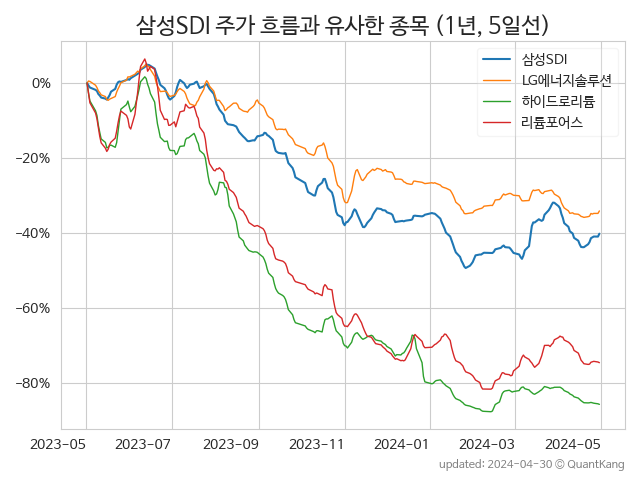 삼성SDI 주가 흐름과 유사한 종목 (1년, 5일선)
삼성SDI
LG에너지솔루션
하이드로리튬
리튬포어스
0%
−20%
−40%
−60%
−80%
2023-05 2023-07 2023-09 2023-11 2024-01 2024-03 2024-05
updated: 2024-04-30 © QuantKang